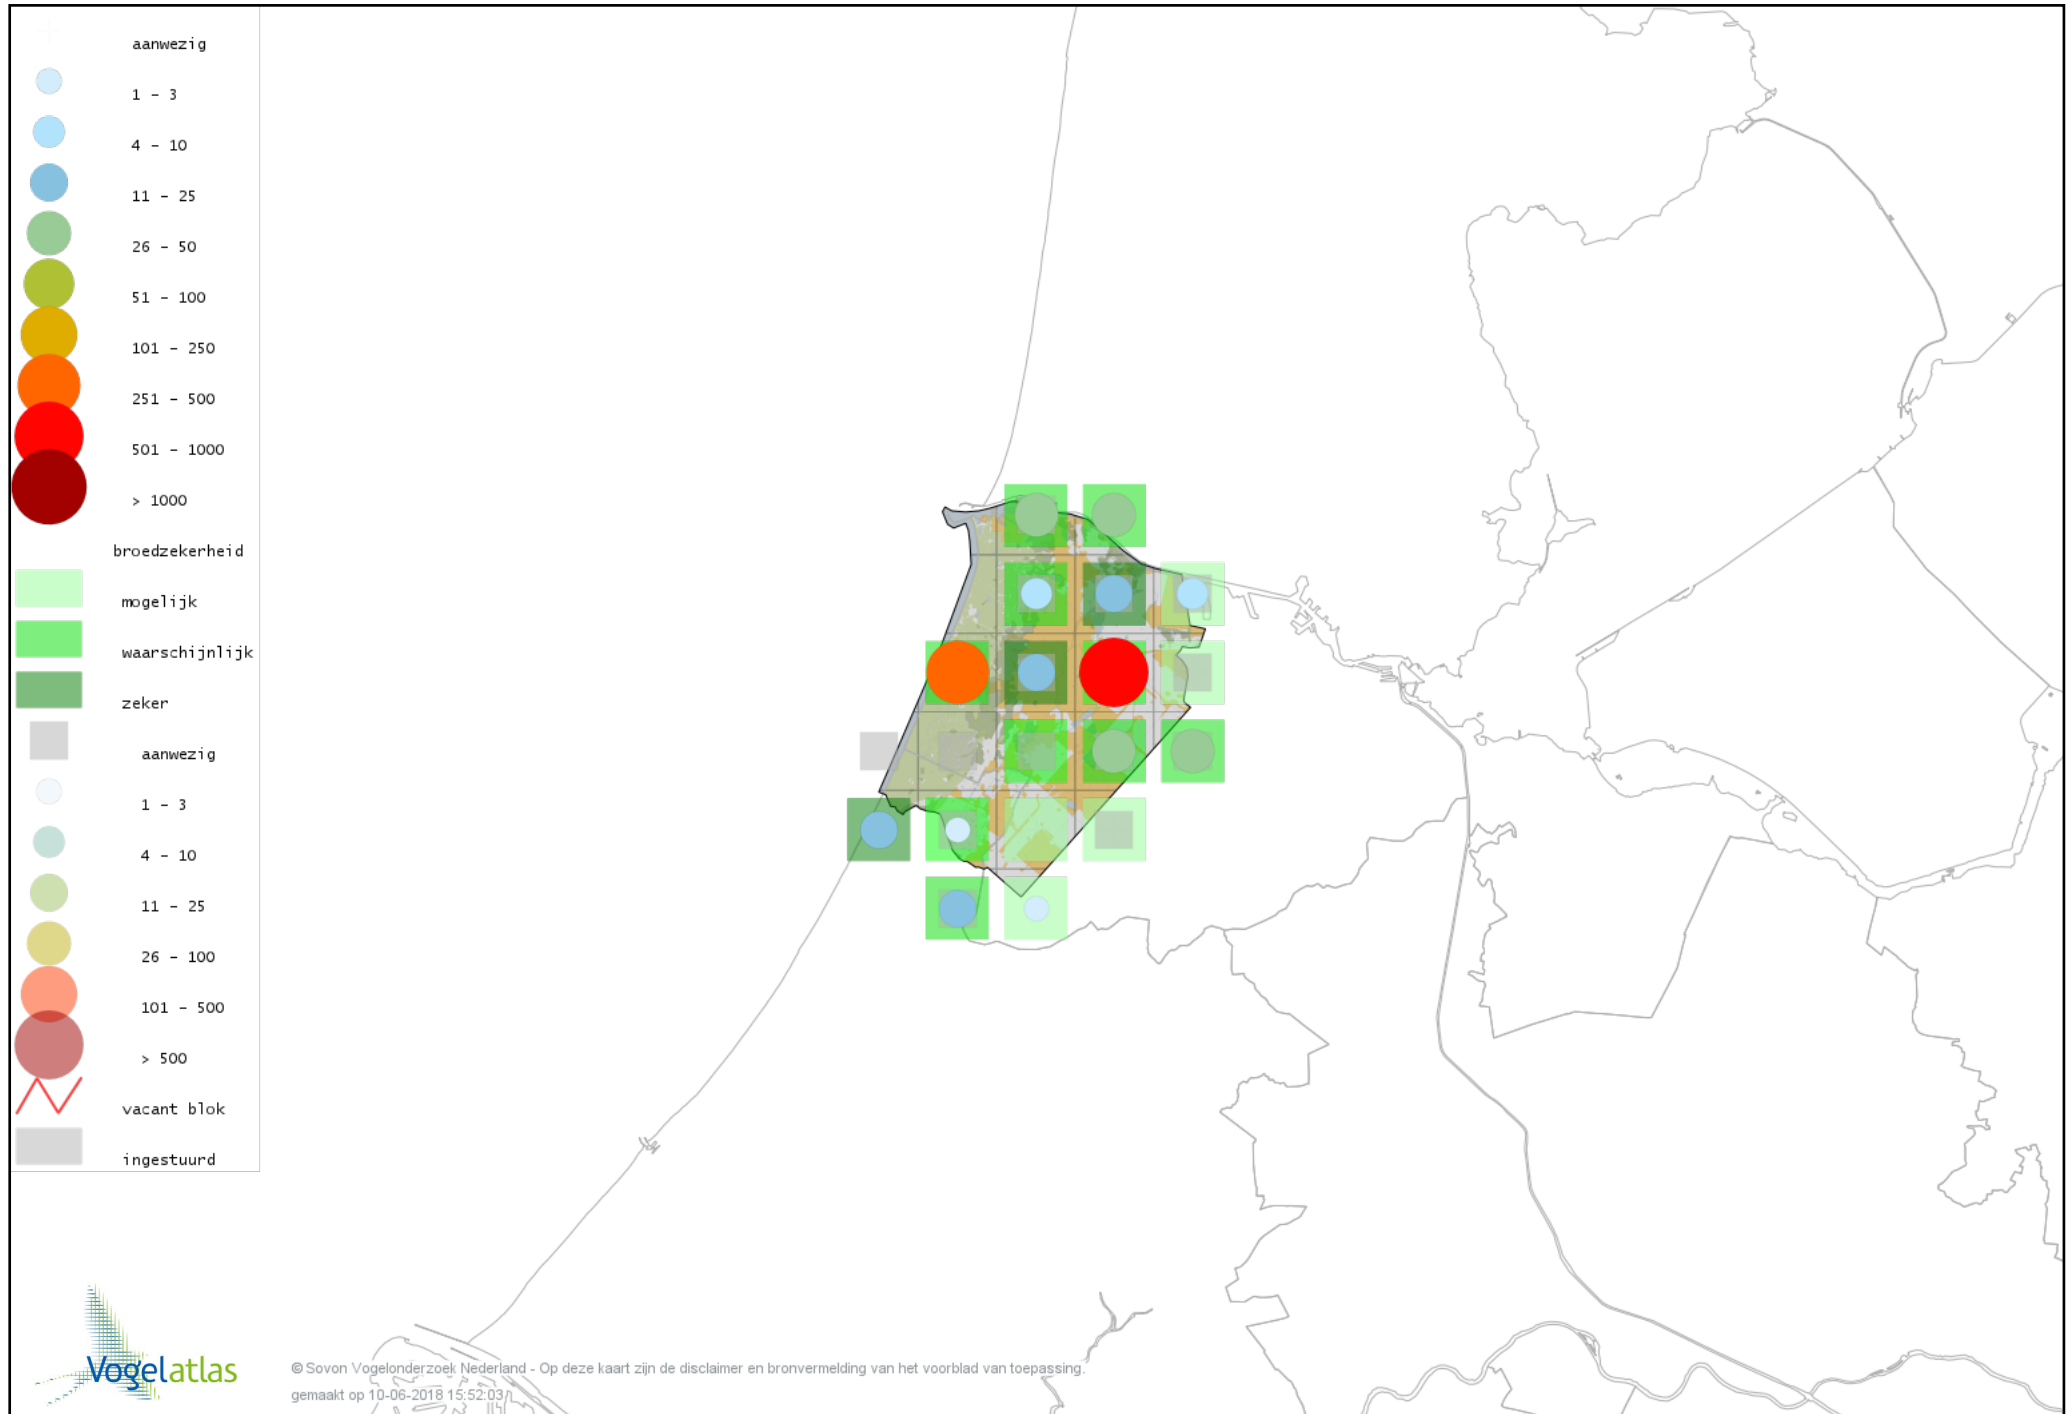 aanwezig
1 - 3
4 - 10
11 - 25
26 - 50
51 - 100
101 - 250
251 - 500
501 - 1000
> 1000
broedzekerheid
mogelijk
waarschijnlijk
zeker
aanwezig
1 - 3
4 - 10
11 - 25
26 - 100
101 - 500
> 500
vacant blok
ingestuurd
Vogelatlas
© Sovon Vogelonderzoek Nederland - Op deze kaart zijn de disclaimer en bronvermelding van het voorblad van toepassing.
gemaakt op 10-06-2018 15:52:03